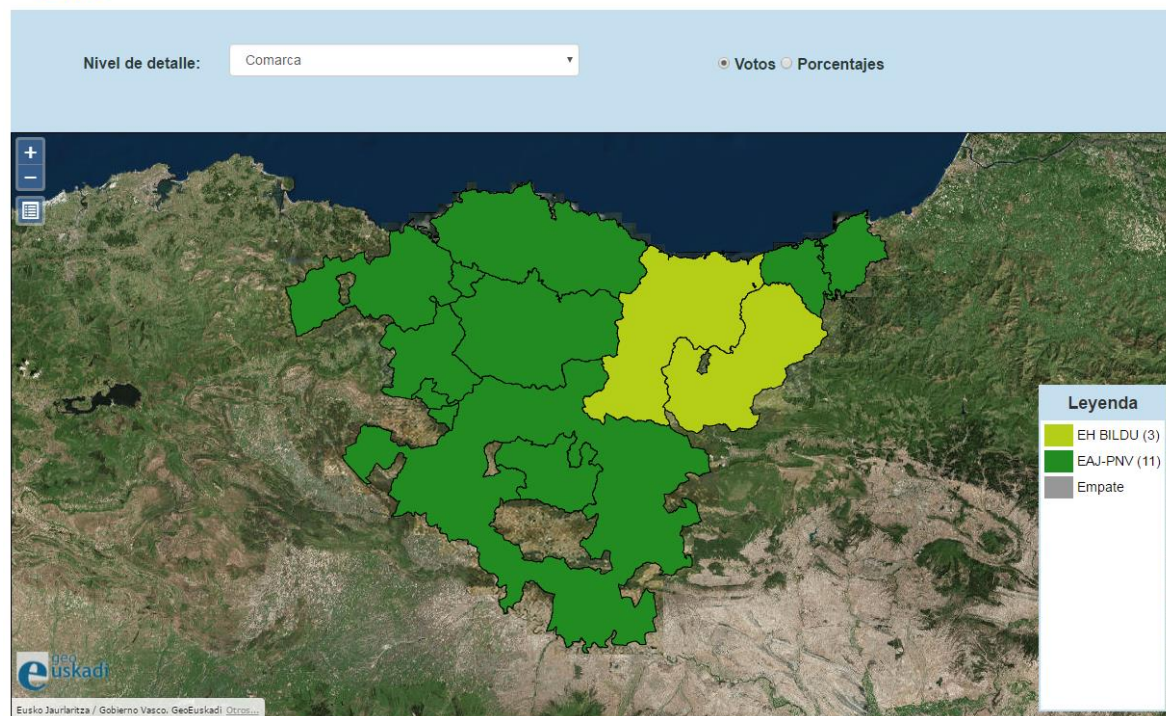 Nivel de detalle: Comarca Votos Porcentajes
+
−
Leyenda
EH BILDU (3)
EAJ-PNV (11)
Empate
geo
euskadi
Eusko Jaurlaritza / Gobierno Vasco. GeoEuskadi Otros...